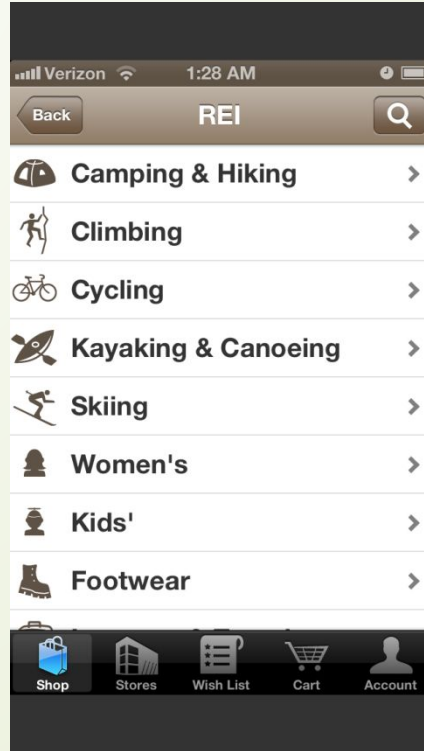 Verizon 1:28 AM
Back REI
Camping & Hiking
Climbing
Cycling
Kayaking & Canoeing
Skiing
Women's
Kids'
Footwear
Shop Stores Wish List Cart Account